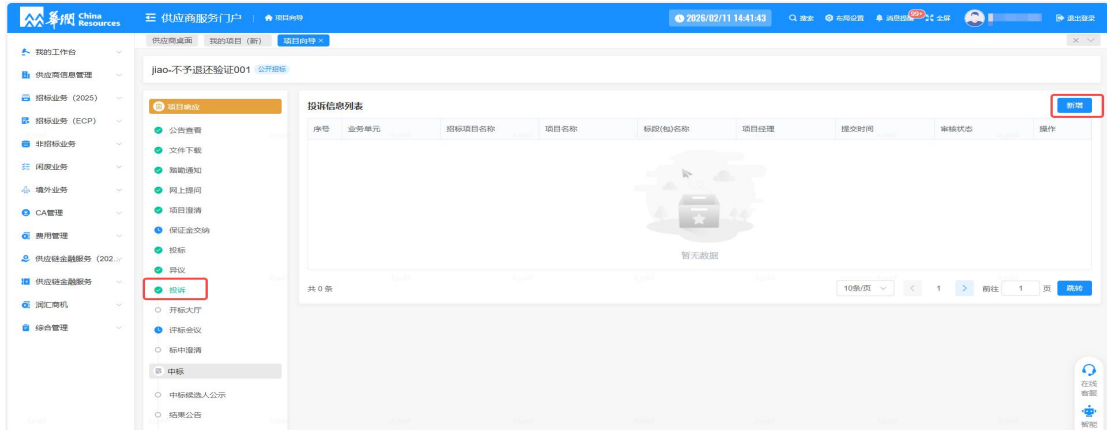 華潤 China Resources
供应商服务门户
项目向导
2026/02/11 14:41:43
搜索
布局设置
消息提醒
99+
全屏
退出登录
供应商桌面
我的项目（新）
项目向导 ×
我的工作台
供应商信息管理
招标业务（2025）
招标业务（ECP）
非招标业务
闲废业务
境外业务
CA管理
费用管理
供应链金融服务（202...
供应链金融服务
润汇商机
综合管理
jiao-不予退还验证001 公开招标
项目响应
公告查看
文件下载
踏勘通知
网上提问
项目澄清
保证金交纳
投标
异议
投诉
开标大厅
评标会议
标中澄清
中标
中标候选人公示
结果公告
投诉信息列表
新增
序号 业务单元 招标项目名称 项目名称 标段(包)名称 项目经理 提交时间 审核状态 操作
暂无数据
共 0 条
10条/页
1
前往 1 页
跳转
在线
客服
智能